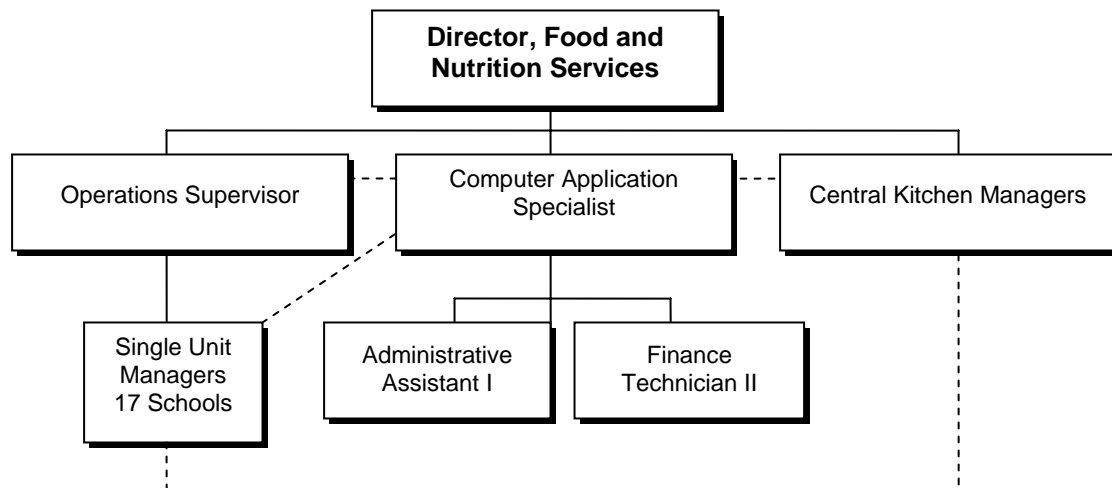 Director, Food and
Nutrition Services
Operations Supervisor
Computer Application
Specialist
Central Kitchen Managers
Single Unit
Managers
17 Schools
Administrative
Assistant I
Finance
Technician II